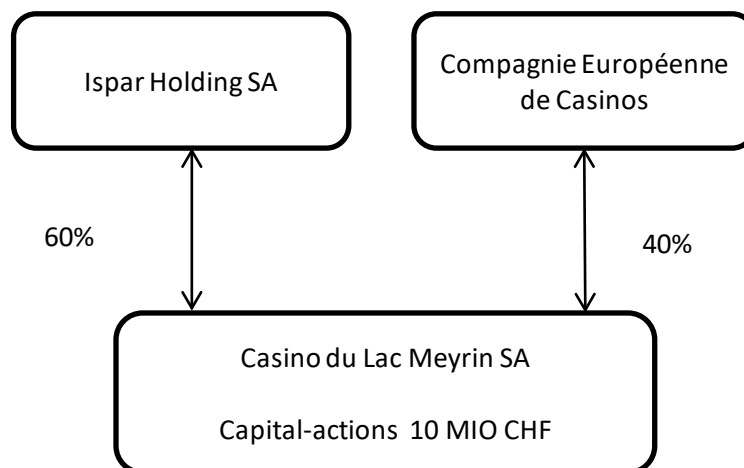 Ispar Holding SA
Compagnie Européenne
de Casinos
60%
40%
Casino du Lac Meyrin SA
Capital-actions 10 MIO CHF